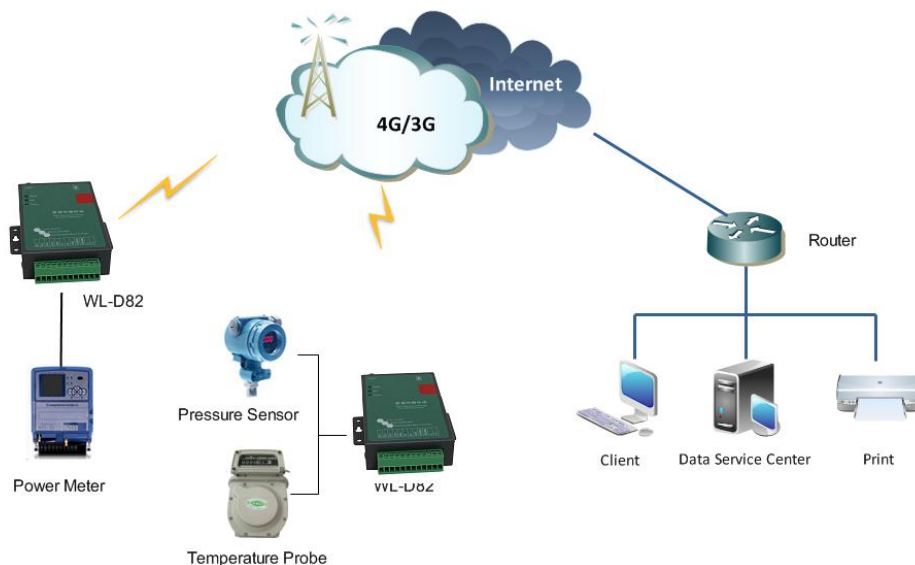 Internet
4G/3G
Router
WL-D82
Pressure Sensor
Power Meter
WL-D82
Temperature Probe
Client
Data Service Center
Print